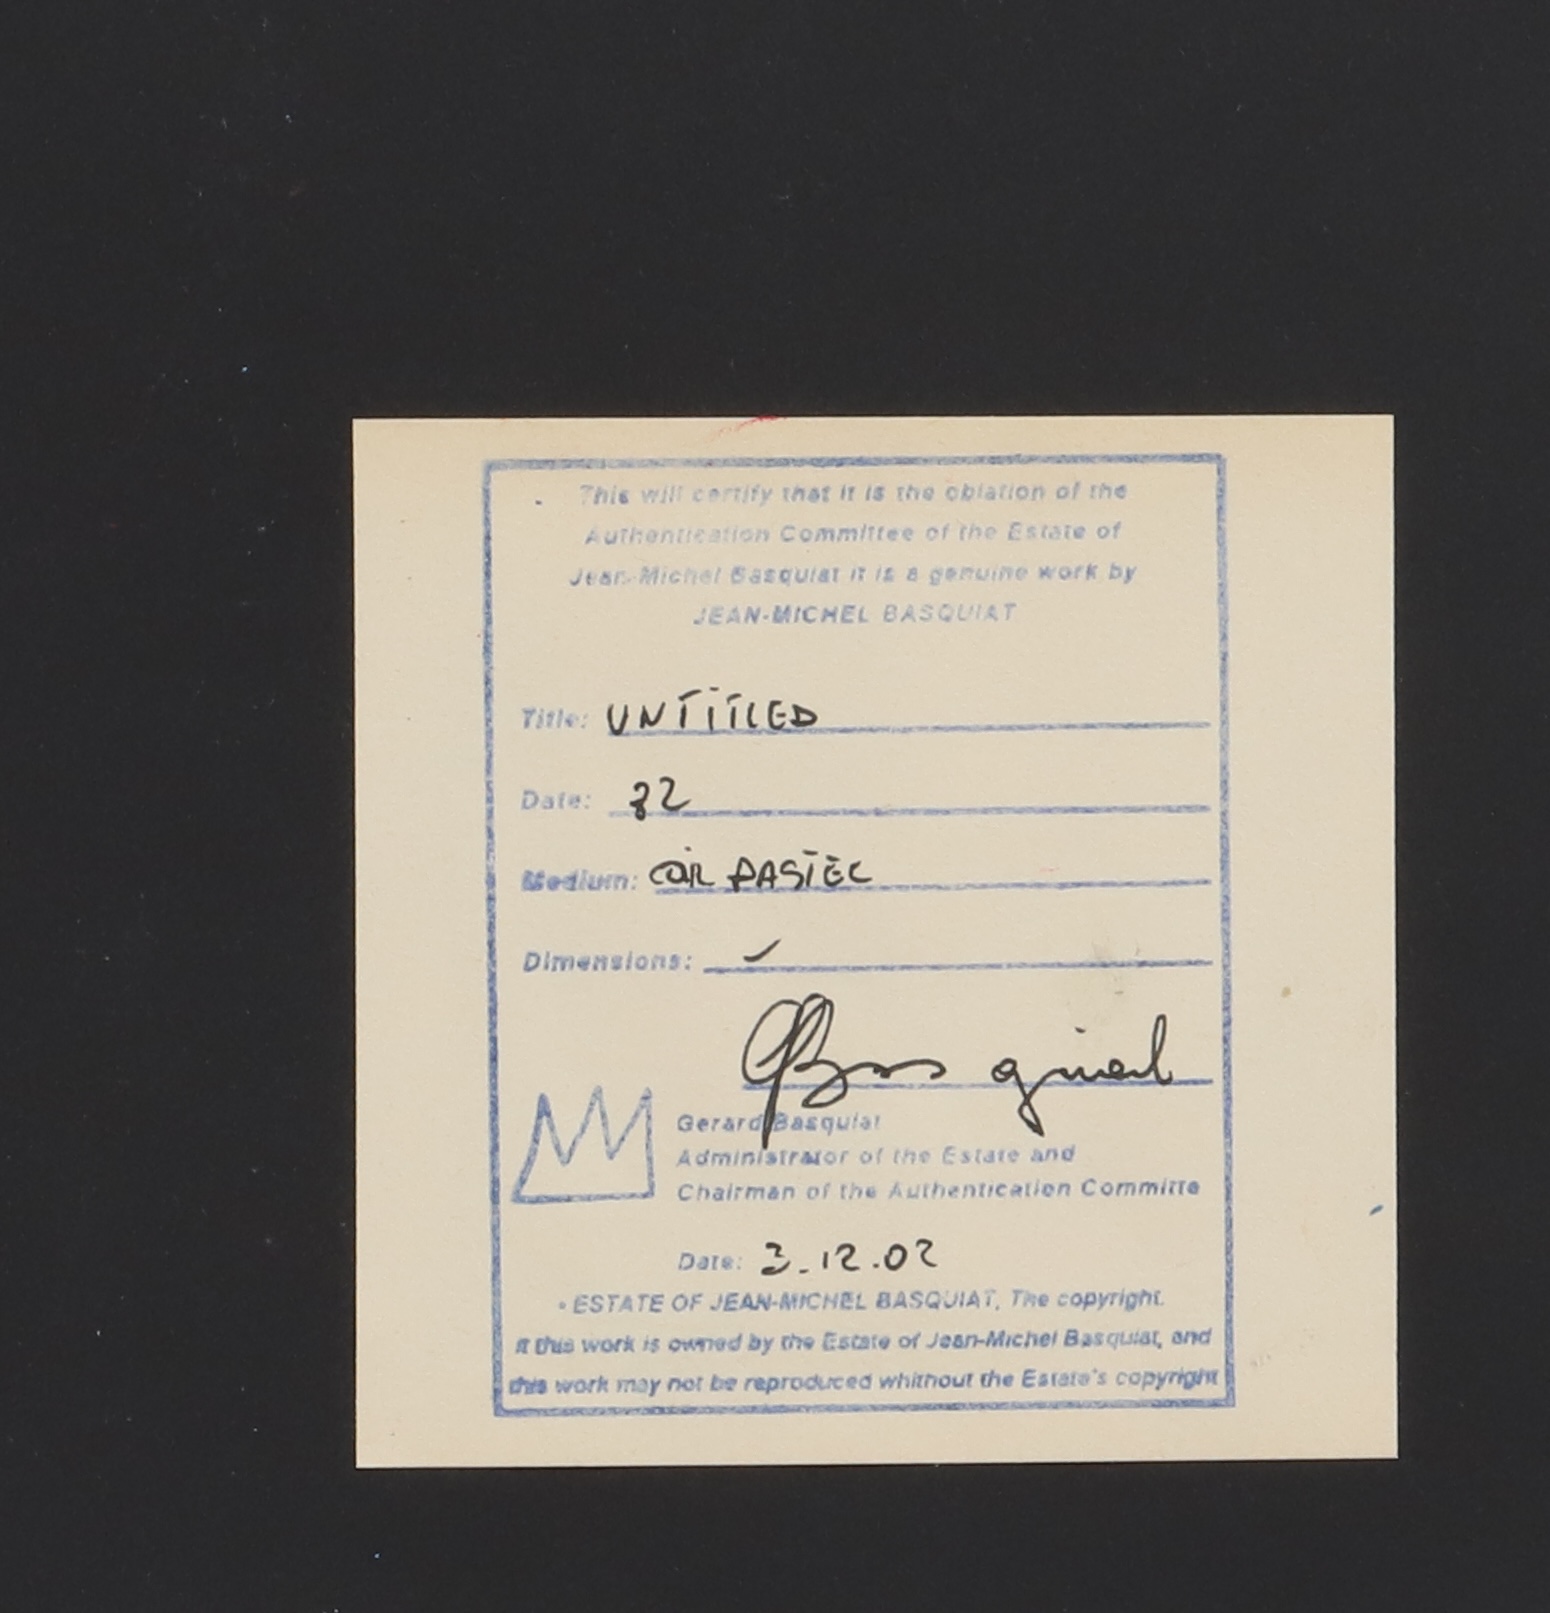 This will certify that it is the oblation of the
Authentication Committee of the Estate of
Jean-Michel Basquiat it is a genuine work by
JEAN-MICHEL BASQUIAT
Title: UNTITLED
Date: 82
Medium: OIL PASTEL
Dimensions:
GBasquiat
Gerard Basquiat
Administrator of the Estate and
Chairman of the Authentication Committe
Date: 3.12.02
• ESTATE OF JEAN-MICHEL BASQUIAT, The copyright.
it this work is owned by the Estate of Jean-Michel Basquiat, and
this work may not be reproduced whithout the Estate's copyright